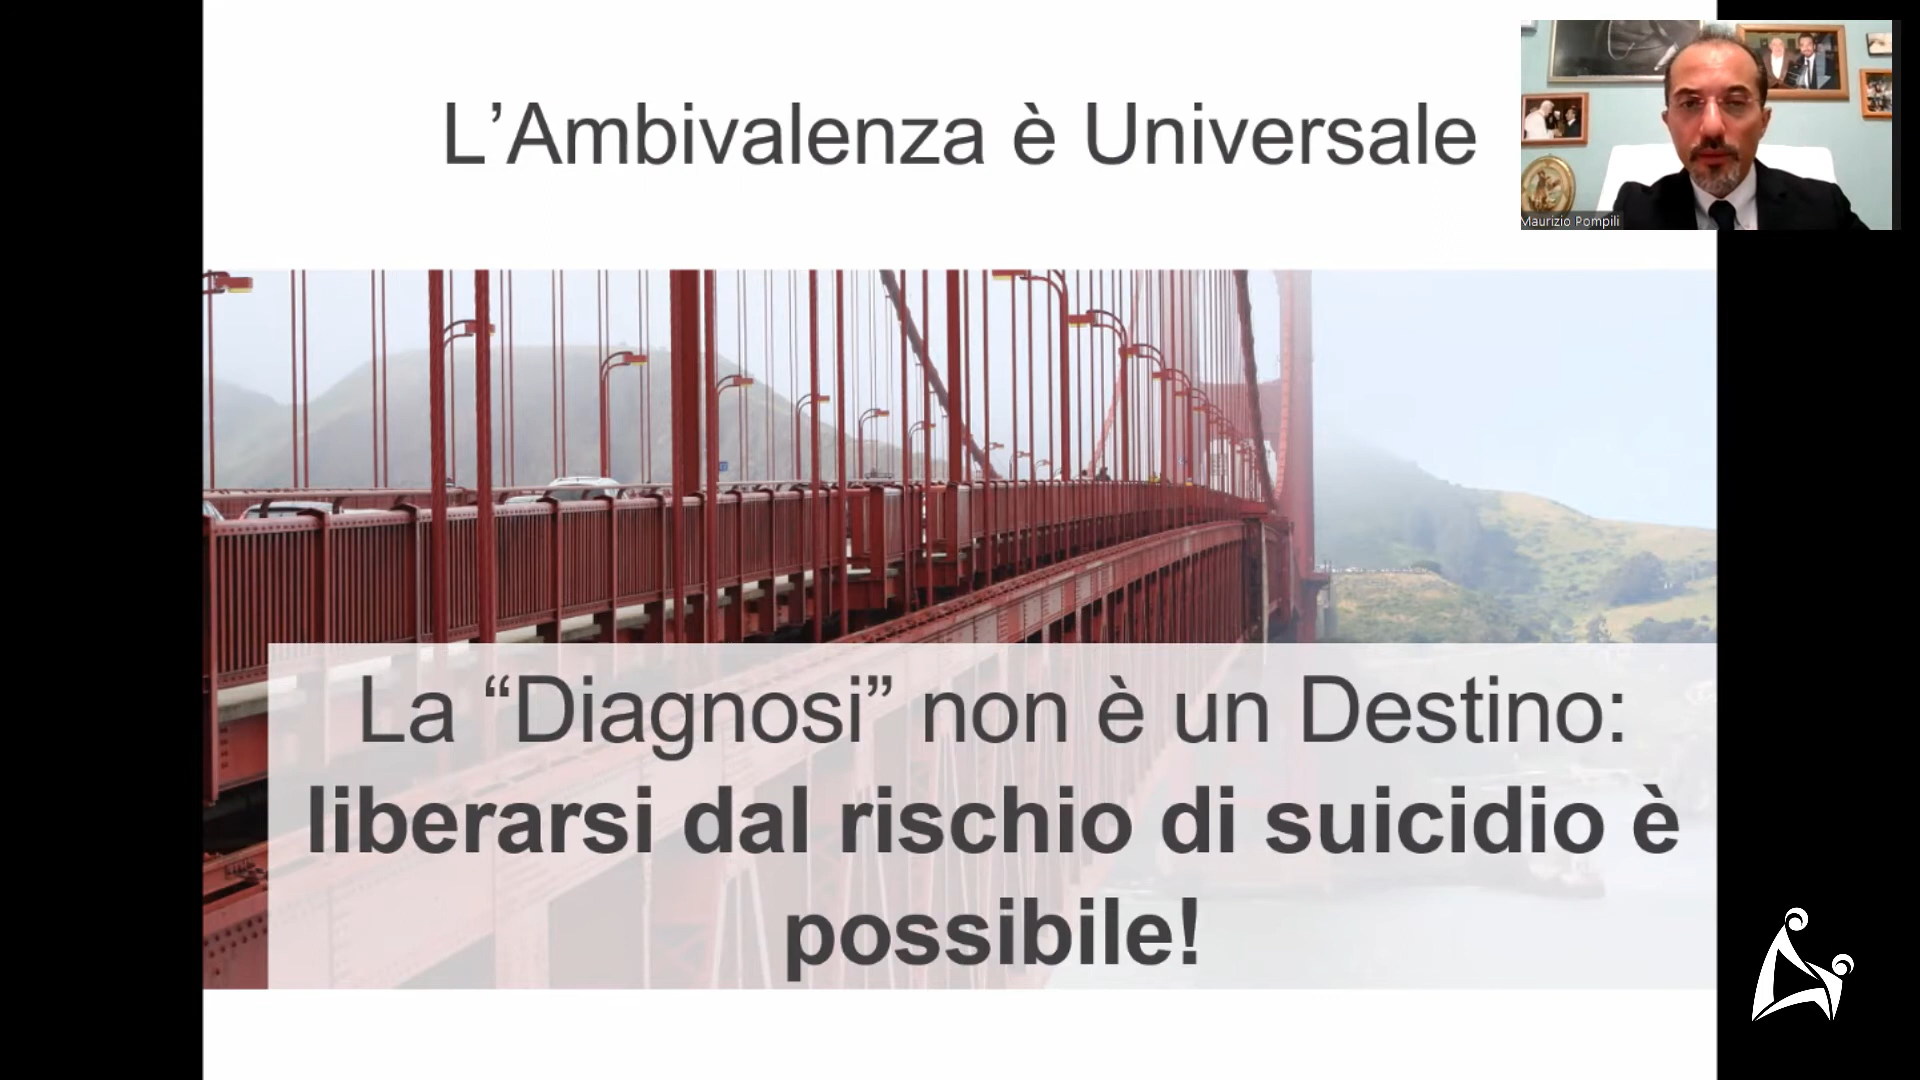 L’Ambivalenza è Universale
Maurizio Pompili
La “Diagnosi” non è un Destino:
liberarsi dal rischio di suicidio è
possibile!